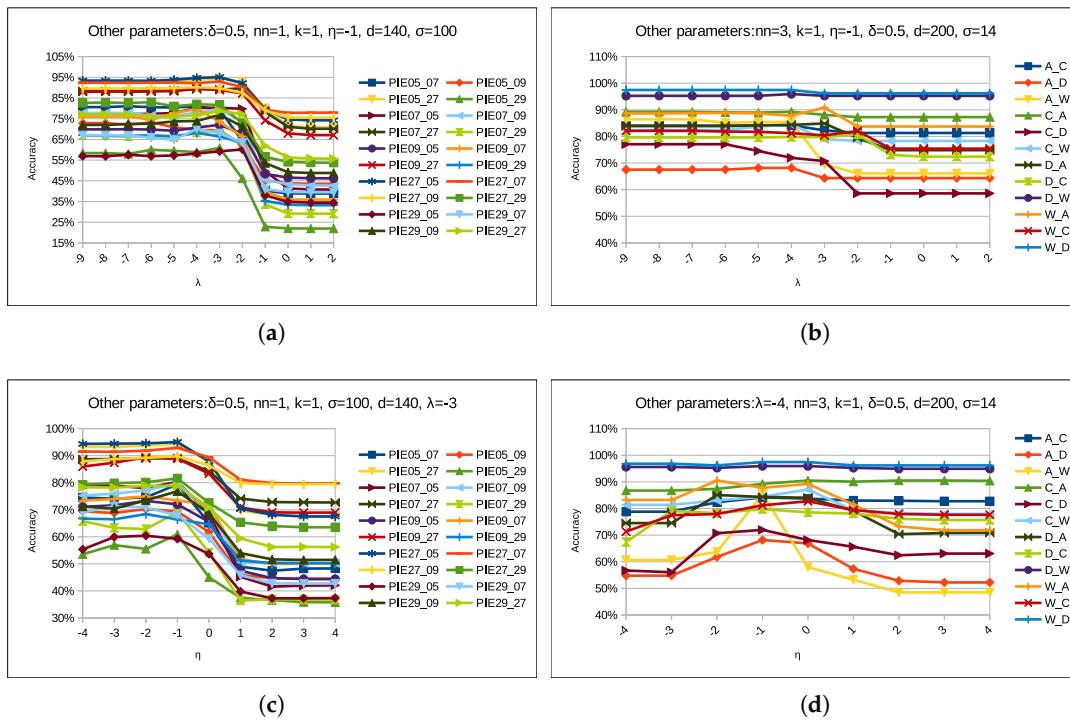 Other parameters:δ=0.5, nn=1, k=1, η=-1, d=140, σ=100
105%
95%
85%
75%
65%
55%
45%
35%
25%
15%
Accuracy
-9 -8 -7 -6 -5 -4 -3 -2 -1 0 1 2
λ
PIE05_07 PIE05_09
PIE05_27 PIE05_29
PIE07_05 PIE07_09
PIE07_27 PIE07_29
PIE09_05 PIE09_07
PIE09_27 PIE09_29
PIE27_05 PIE27_07
PIE27_09 PIE27_29
PIE29_05 PIE29_07
PIE29_09 PIE29_27
(a)
Other parameters:nn=3, k=1, η=-1, δ=0.5, d=200, σ=14
110%
100%
90%
80%
70%
60%
50%
40%
Accuracy
-9 -8 -7 -6 -5 -4 -3 -2 -1 0 1 2
λ
A_C
A_D
A_W
C_A
C_D
C_W
D_A
D_C
D_W
W_A
W_C
W_D
(b)
Other parameters:δ=0.5, nn=1, k=1, σ=100, d=140, λ=-3
100%
90%
80%
70%
60%
50%
40%
30%
Accuracy
-4 -3 -2 -1 0 1 2 3 4
η
PIE05_07 PIE05_09
PIE05_27 PIE05_29
PIE07_05 PIE07_09
PIE07_27 PIE07_29
PIE09_05 PIE09_07
PIE09_27 PIE09_29
PIE27_05 PIE27_07
PIE27_09 PIE27_29
PIE29_05 PIE29_07
PIE29_09 PIE29_27
(c)
Other parameters:λ=-4, nn=3, k=1, δ=0.5, d=200, σ=14
110%
100%
90%
80%
70%
60%
50%
40%
Accuracy
-4 -3 -2 -1 0 1 2 3 4
η
A_C
A_D
A_W
C_A
C_D
C_W
D_A
D_C
D_W
W_A
W_C
W_D
(d)